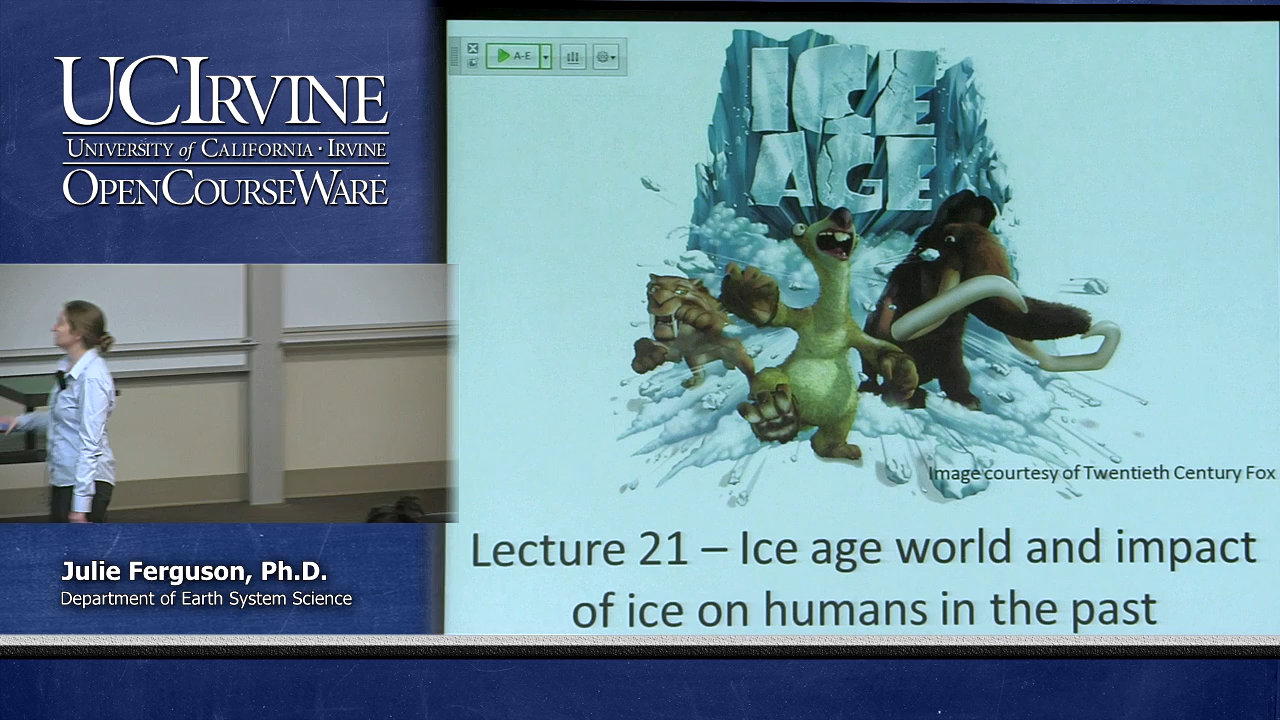 UCIRVINE
UNIVERSITY of CALIFORNIA · IRVINE
OPENCOURSEWARE
Julie Ferguson, Ph.D.
Department of Earth System Science
A-E
ICE
AGE
Image courtesy of Twentieth Century Fox
Lecture 21 – Ice age world and impact
of ice on humans in the past